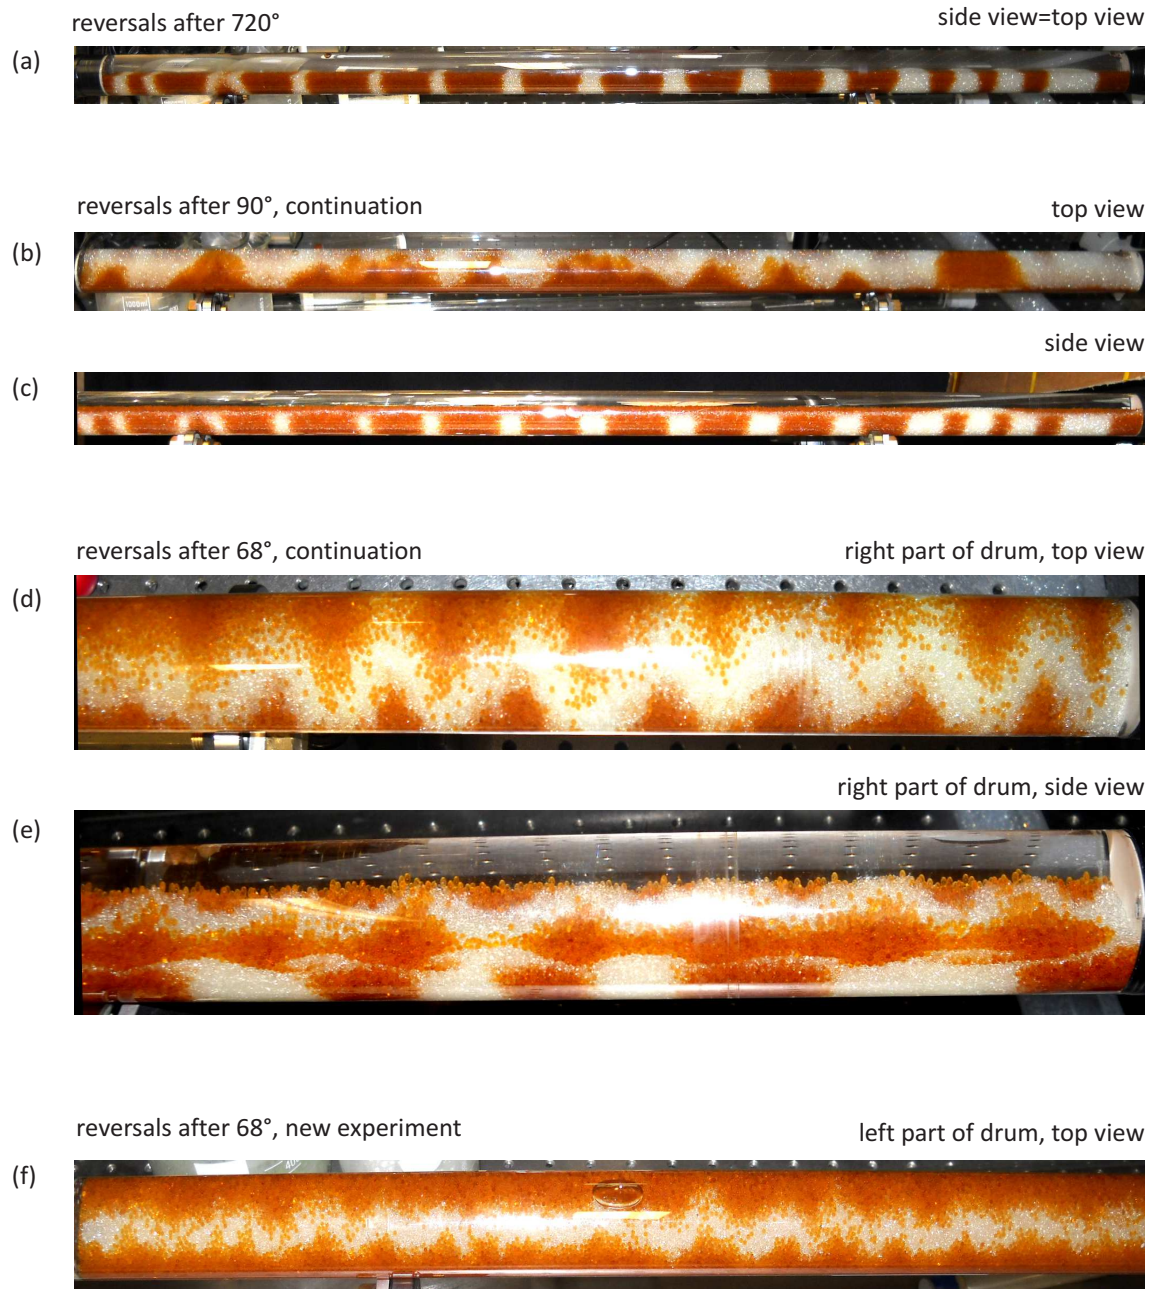 reversals after 720°
side view=top view
(a)
reversals after 90°, continuation
top view
(b)
side view
(c)
reversals after 68°, continuation
right part of drum, top view
(d)
right part of drum, side view
(e)
reversals after 68°, new experiment
left part of drum, top view
(f)